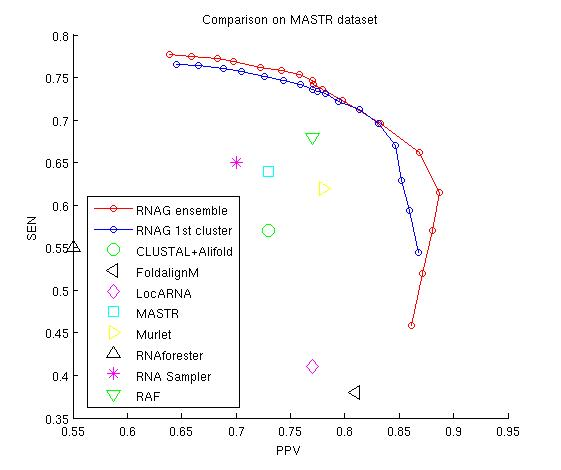 Comparison on MASTR dataset
0.8
0.75
0.7
0.65
0.6
0.55
0.5
0.45
0.4
0.35
SEN
RNAG ensemble
RNAG 1st cluster
CLUSTAL+Alifold
FoldalignM
LocARNA
MASTR
Murlet
RNAforester
RNA Sampler
RAF
0.55 0.6 0.65 0.7 0.75 0.8 0.85 0.9 0.95
PPV